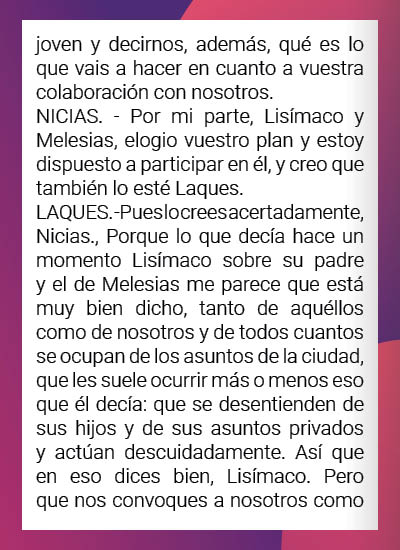 joven y decirnos, además, qué es lo
que vais a hacer en cuanto a vuestra
colaboración con nosotros.
NICIAS. - Por mi parte, Lisímaco y
Melesias, elogio vuestro plan y estoy
dispuesto a participar en él, y creo que
también lo esté Laques.
LAQUES.-Pues lo crees acertadamente,
Nicias., Porque lo que decía hace un
momento Lisímaco sobre su padre
y el de Melesias me parece que está
muy bien dicho, tanto de aquéllos
como de nosotros y de todos cuantos
se ocupan de los asuntos de la ciudad,
que les suele ocurrir más o menos eso
que él decía: que se desentienden de
sus hijos y de sus asuntos privados
y actúan descuidadamente. Así que
en eso dices bien, Lisímaco. Pero
que nos convoques a nosotros como